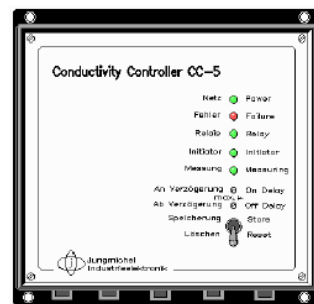 Conductivity Controller CC-5
Netz Power
Fehler Failure
Relais Relay
Initiator Initiator
Messung Measuring
An Verzögerung On Delay
max.
Ab Verzögerung Off Delay
Speicherung Store
Löschen Reset
Jungmichel
Industrieelektronik